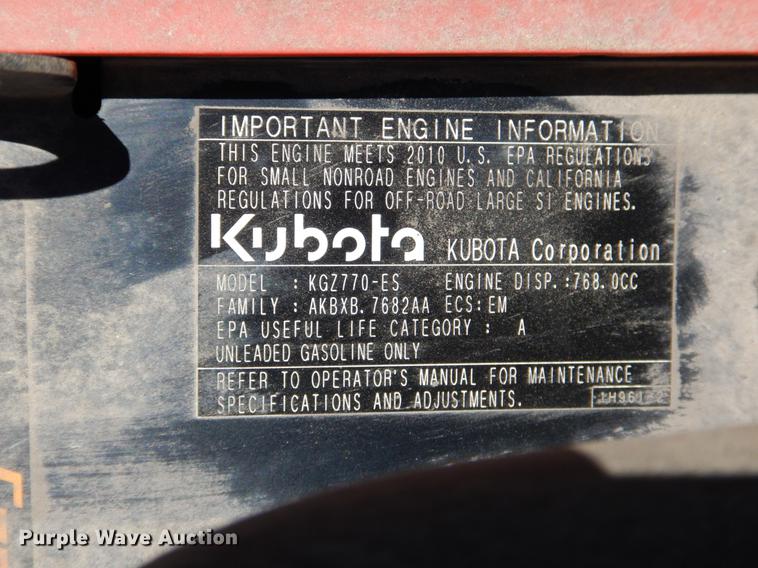 IMPORTANT ENGINE INFORMATION
THIS ENGINE MEETS 2010 U.S. EPA REGULATIONS
FOR SMALL NONROAD ENGINES AND CALIFORNIA
REGULATIONS FOR OFF-ROAD LARGE SI ENGINES.
Kubota KUBOTA Corporation
MODEL : KGZ770-ES ENGINE DISP.:768.0CC
FAMILY : AKBXB.7682AA ECS:EM
EPA USEFUL LIFE CATEGORY : A
UNLEADED GASOLINE ONLY
REFER TO OPERATOR'S MANUAL FOR MAINTENANCE
SPECIFICATIONS AND ADJUSTMENTS.
Purple Wave Auction